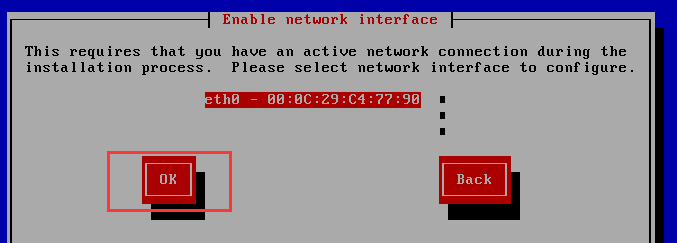 Enable network interface
This requires that you have an active network connection during the
installation process.  Please select network interface to configure.
eth0 - 00:0C:29:C4:77:90
OK
Back